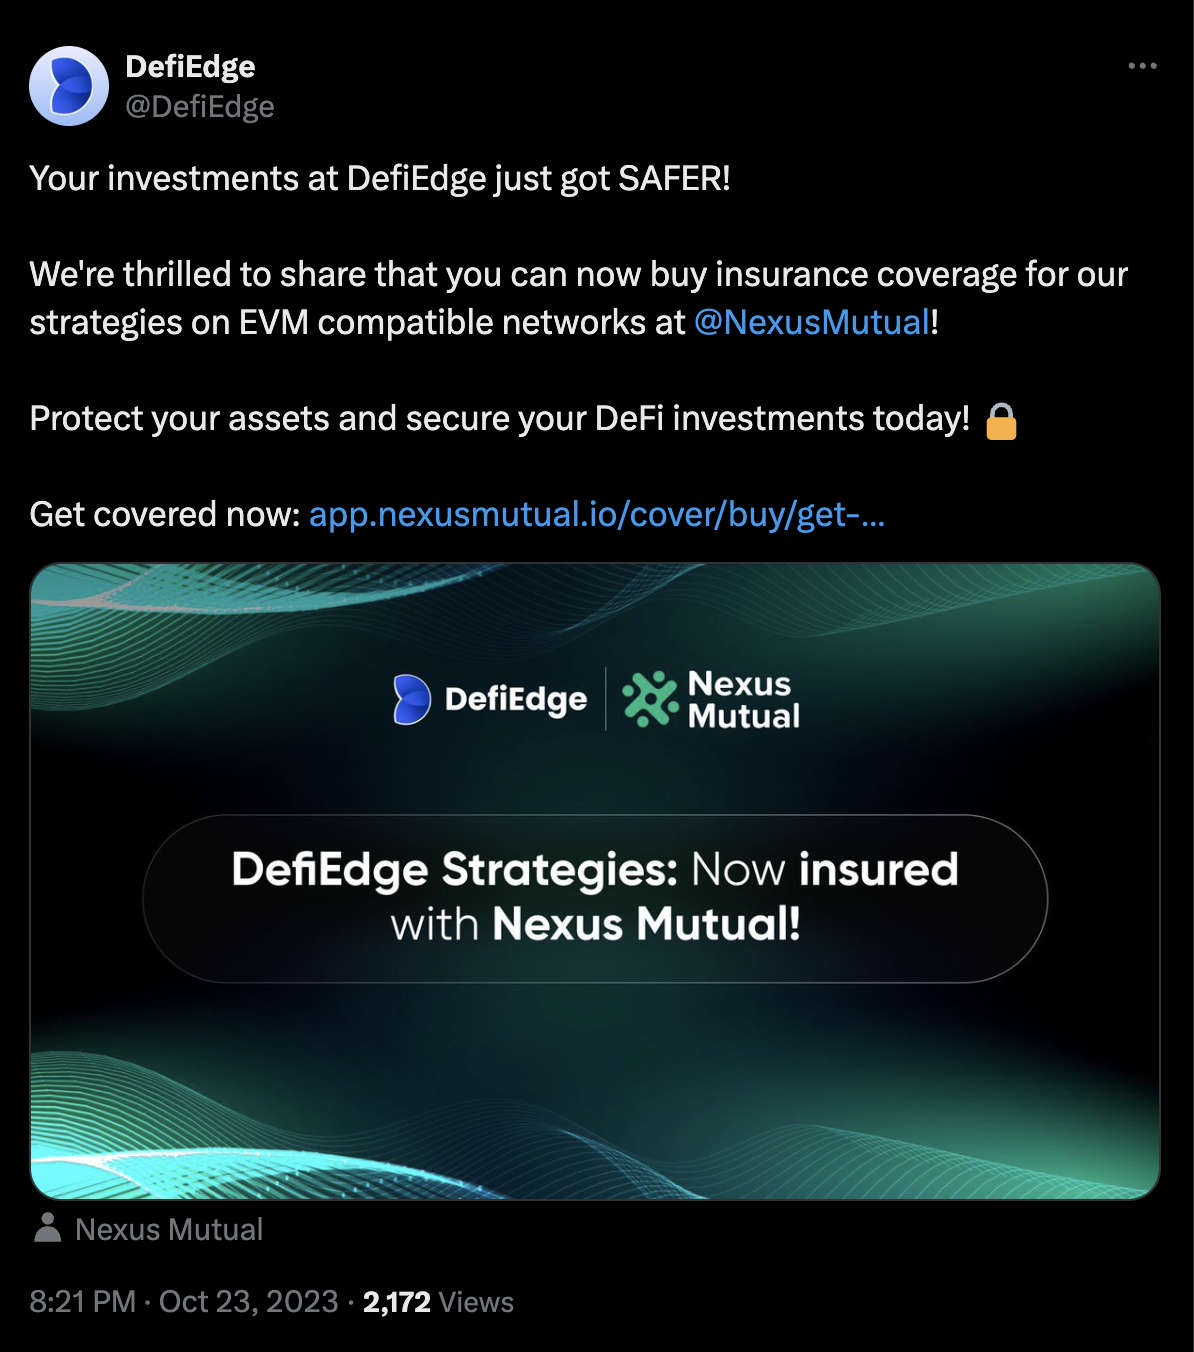 DefiEdge
@DefiEdge
Your investments at DefiEdge just got SAFER!
We're thrilled to share that you can now buy insurance coverage for our
strategies on EVM compatible networks at @NexusMutual!
Protect your assets and secure your DeFi investments today! 🔒
Get covered now: app.nexusmutual.io/cover/buy/get-...
DefiEdge
Nexus
Mutual
DefiEdge Strategies: Now insured
with Nexus Mutual!
Nexus Mutual
8:21 PM · Oct 23, 2023 · 2,172 Views